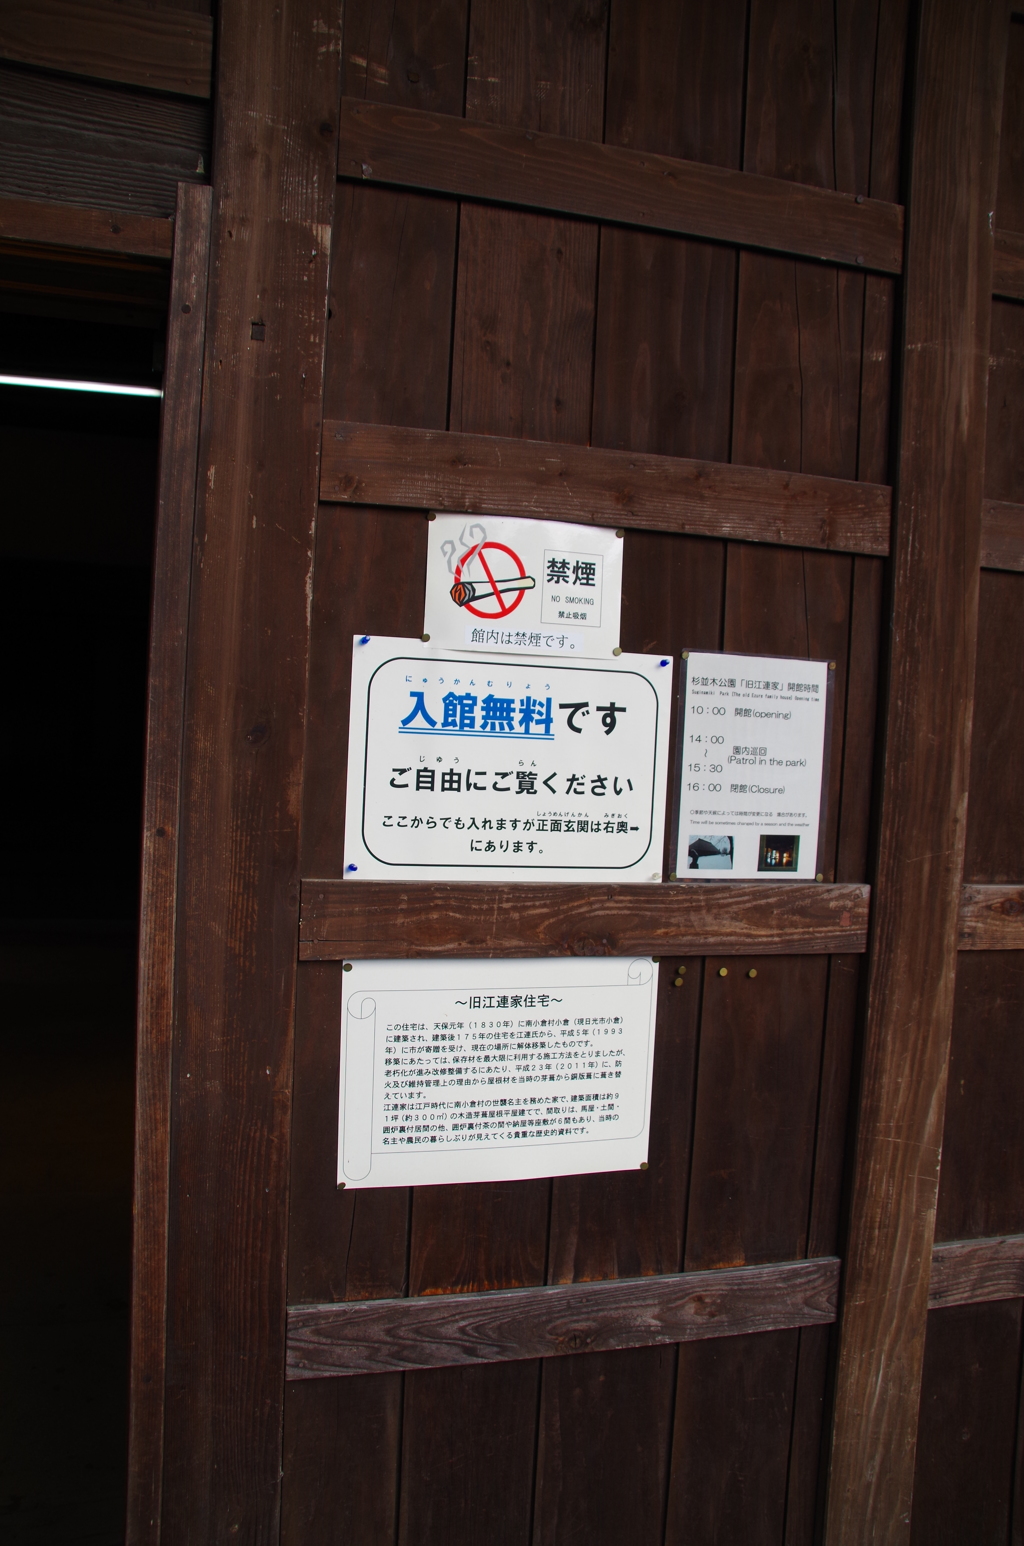 禁煙
NO SMOKING
禁止吸烟
館内は禁煙です。
にゅうかんむりょう
入館無料です
じゆう らん
ご自由にご覧ください
しょうめんげんかん みぎおく
ここからでも入れますが正面玄関は右奥➡
にあります。
杉並木公園「旧江連家」開館時間
Suginamiki Park (The old Ezure family house) Opening time
10:00 開館(opening)
14:00
~ 園内巡回
(Patrol in the park)
15:30
16:00 閉館(Closure)
Time will be sometimes changed by a season and the weather
～旧江連家住宅～
この住宅は、天保元年（1830年）に南小倉村小倉（現日光市小倉）
に建築され、建築後175年の住宅を江連氏から、平成5年（1993
年）に市が寄贈を受け、現在の場所に解体移築したものです。
移築にあたっては、保存材を最大限に利用する施工方法をとりましたが、
老朽化が進み改修整備するにあたり、平成23年（2011年）に、防
火及び維持管理上の理由から屋根材を当時の茅葺から銅版葺に葺き替
えています。
江連家は江戸時代に南小倉村の世襲名主を務めた家で、建築面積は約9
1坪（約300㎡）の木造茅葺屋根平屋建てで、間取りは、馬屋・土間・
囲炉裏付居間の他、囲炉裏付茶の間や納屋等座敷が6間もあり、当時の
名主や農民の暮らしぶりが見えてくる貴重な歴史的資料です。